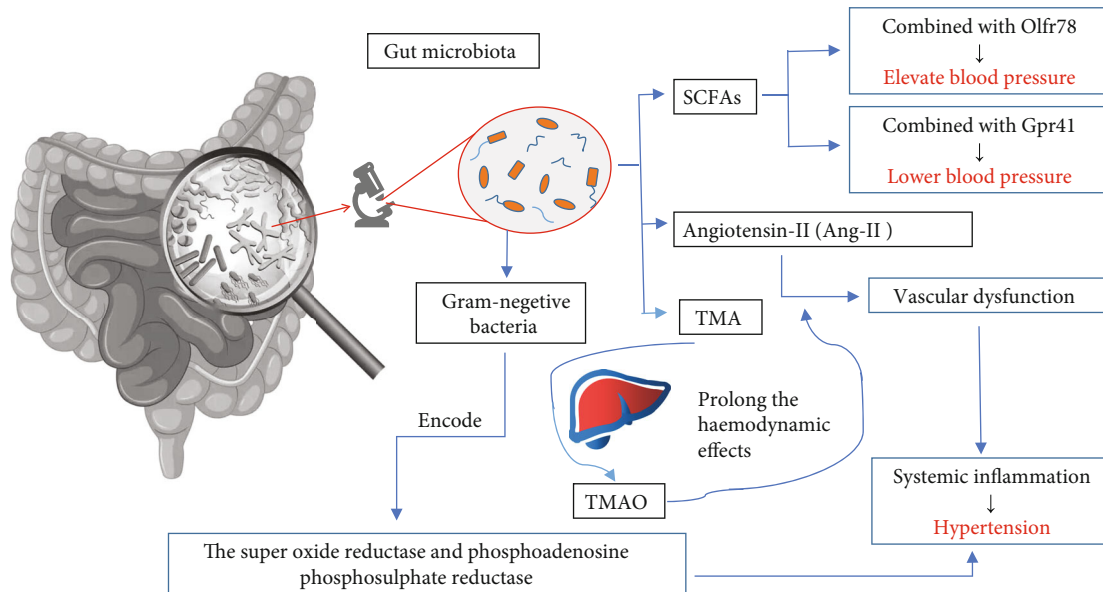 Gut microbiota
Combined with Olfr78
↓
Elevate blood pressure
SCFAs
Combined with Gpr41
↓
Lower blood pressure
Angiotensin-II (Ang-II )
Gram-negetive
bacteria
TMA
Vascular dysfunction
Encode
Prolong the
haemodynamic
effects
TMAO
Systemic inflammation
↓
Hypertension
The super oxide reductase and phosphoadenosine
phosphosulphate reductase